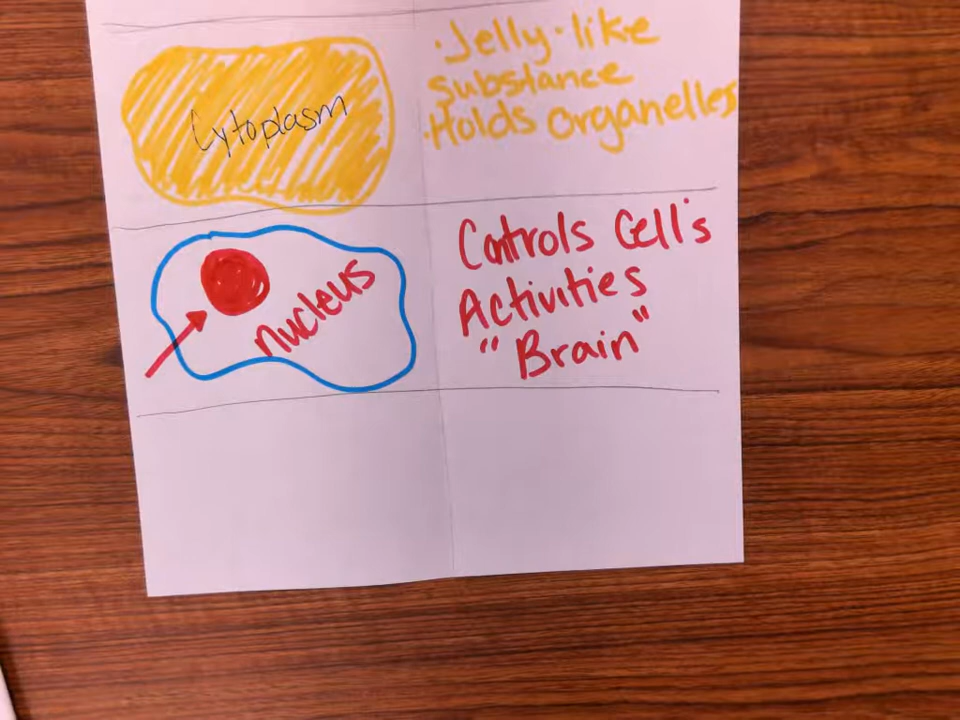 Cytoplasm
· Jelly-like
substance
· Holds organelles
nucleus
Controls Cell's
Activities
"Brain"